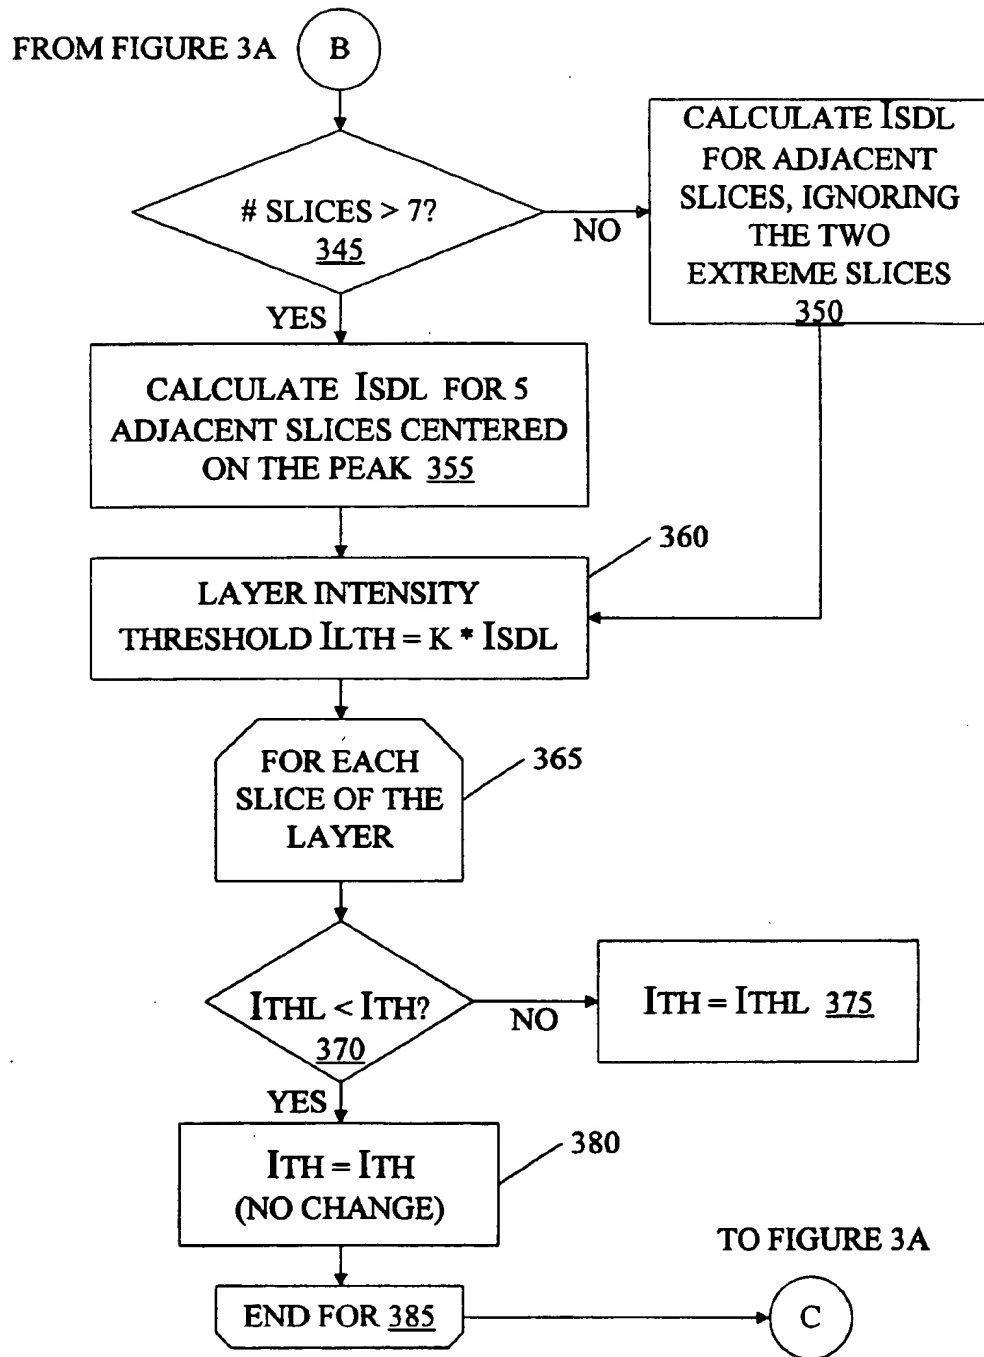 FROM FIGURE 3A
B
# SLICES > 7?
345
NO
YES
CALCULATE ISDL
FOR ADJACENT
SLICES, IGNORING
THE TWO
EXTREME SLICES
350
CALCULATE ISDL FOR 5
ADJACENT SLICES CENTERED
ON THE PEAK 355
360
LAYER INTENSITY
THRESHOLD ILTH = K * ISDL
365
FOR EACH
SLICE OF THE
LAYER
ITHL < ITH?
370
NO
YES
ITH = ITHL 375
380
ITH = ITH
(NO CHANGE)
TO FIGURE 3A
END FOR 385
C